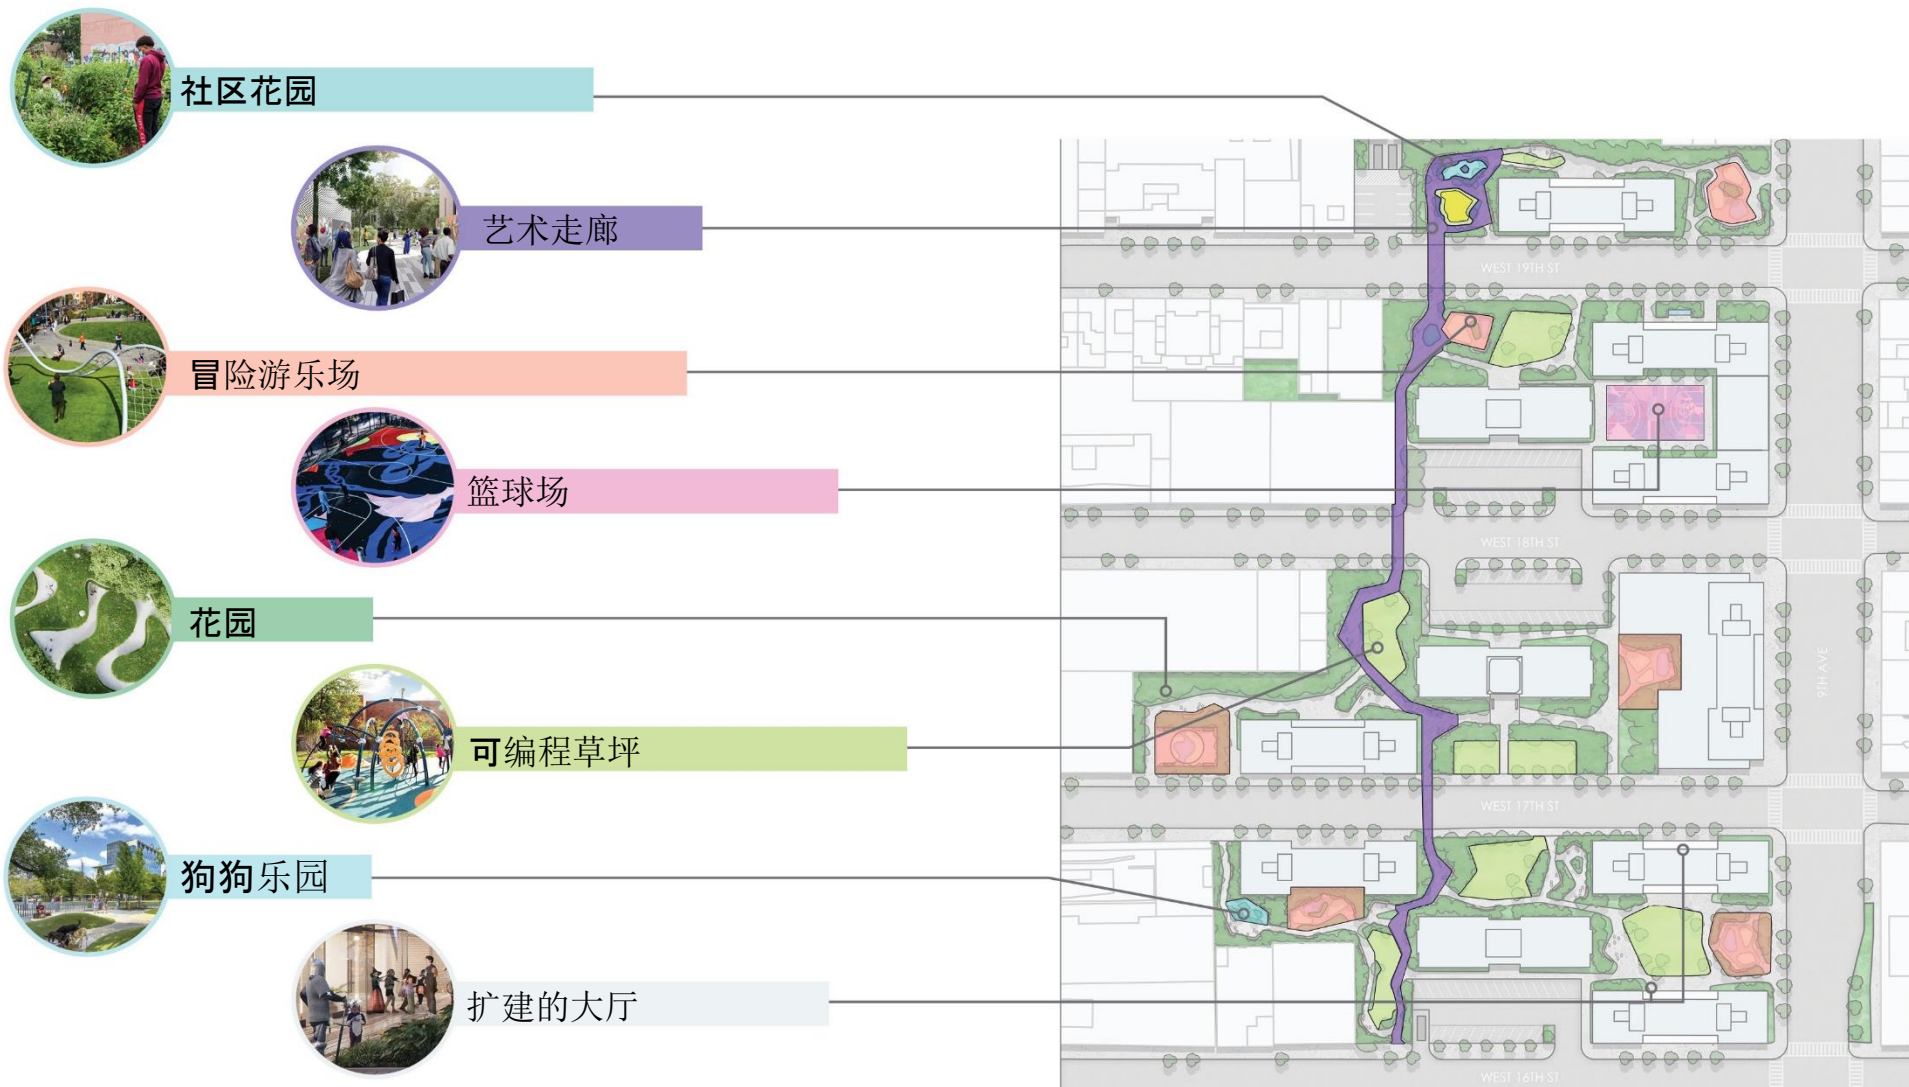 社区花园
艺术走廊
冒险游乐场
篮球场
花园
可编程草坪
狗狗乐园
扩建的大厅
WEST 19TH ST
WEST 18TH ST
9TH AVE
WEST 17TH ST
WEST 16TH ST